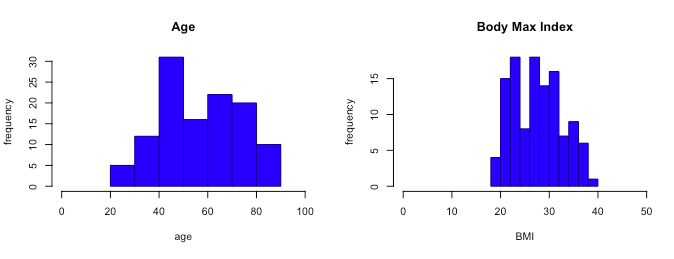 Age
frequency
0 5 10 15 20 25 30
0 20 40 60 80 100
age
Body Max Index
frequency
0 5 10 15
0 10 20 30 40 50
BMI